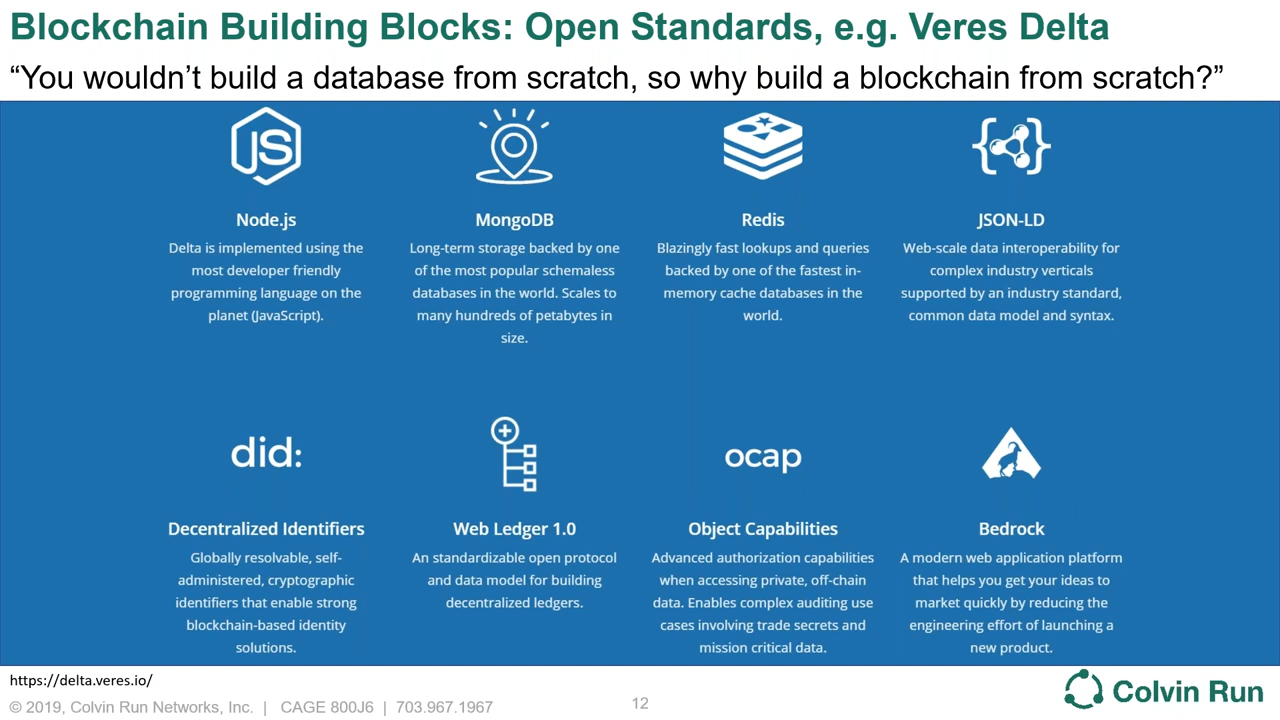 Blockchain Building Blocks: Open Standards, e.g. Veres Delta
“You wouldn’t build a database from scratch, so why build a blockchain from scratch?”
JS
Node.js
Delta is implemented using the
most developer friendly
programming language on the
planet (JavaScript).
MongoDB
Long-term storage backed by one
of the most popular schemaless
databases in the world. Scales to
many hundreds of petabytes in
size.
Redis
Blazingly fast lookups and queries
backed by one of the fastest in-
memory cache databases in the
world.
JSON-LD
Web-scale data interoperability for
complex industry verticals
supported by an industry standard,
common data model and syntax.
did:
Decentralized Identifiers
Globally resolvable, self-
administered, cryptographic
identifiers that enable strong
blockchain-based identity
solutions.
Web Ledger 1.0
An standardizable open protocol
and data model for building
decentralized ledgers.
ocap
Object Capabilities
Advanced authorization capabilities
when accessing private, off-chain
data. Enables complex auditing use
cases involving trade secrets and
mission critical data.
Bedrock
A modern web application platform
that helps you get your ideas to
market quickly by reducing the
engineering effort of launching a
new product.
https://delta.veres.io/
© 2019, Colvin Run Networks, Inc. | CAGE 800J6 | 703.967.1967
12
Colvin Run